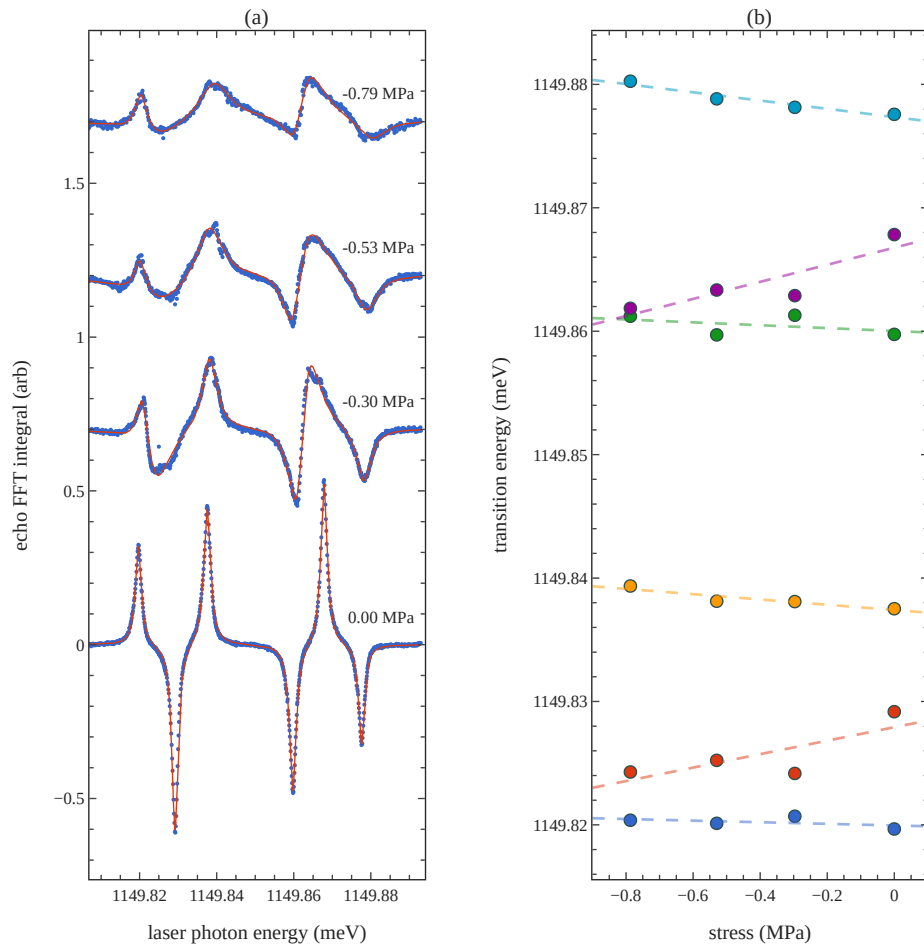 (a)
(b)
-0.79 MPa
-0.53 MPa
-0.30 MPa
0.00 MPa
echo FFT integral (arb)
1.5
1
0.5
0
−0.5
1149.82
1149.84
1149.86
1149.88
laser photon energy (meV)
transition energy (meV)
1149.88
1149.87
1149.86
1149.85
1149.84
1149.83
1149.82
−0.8
−0.6
−0.4
−0.2
0
stress (MPa)